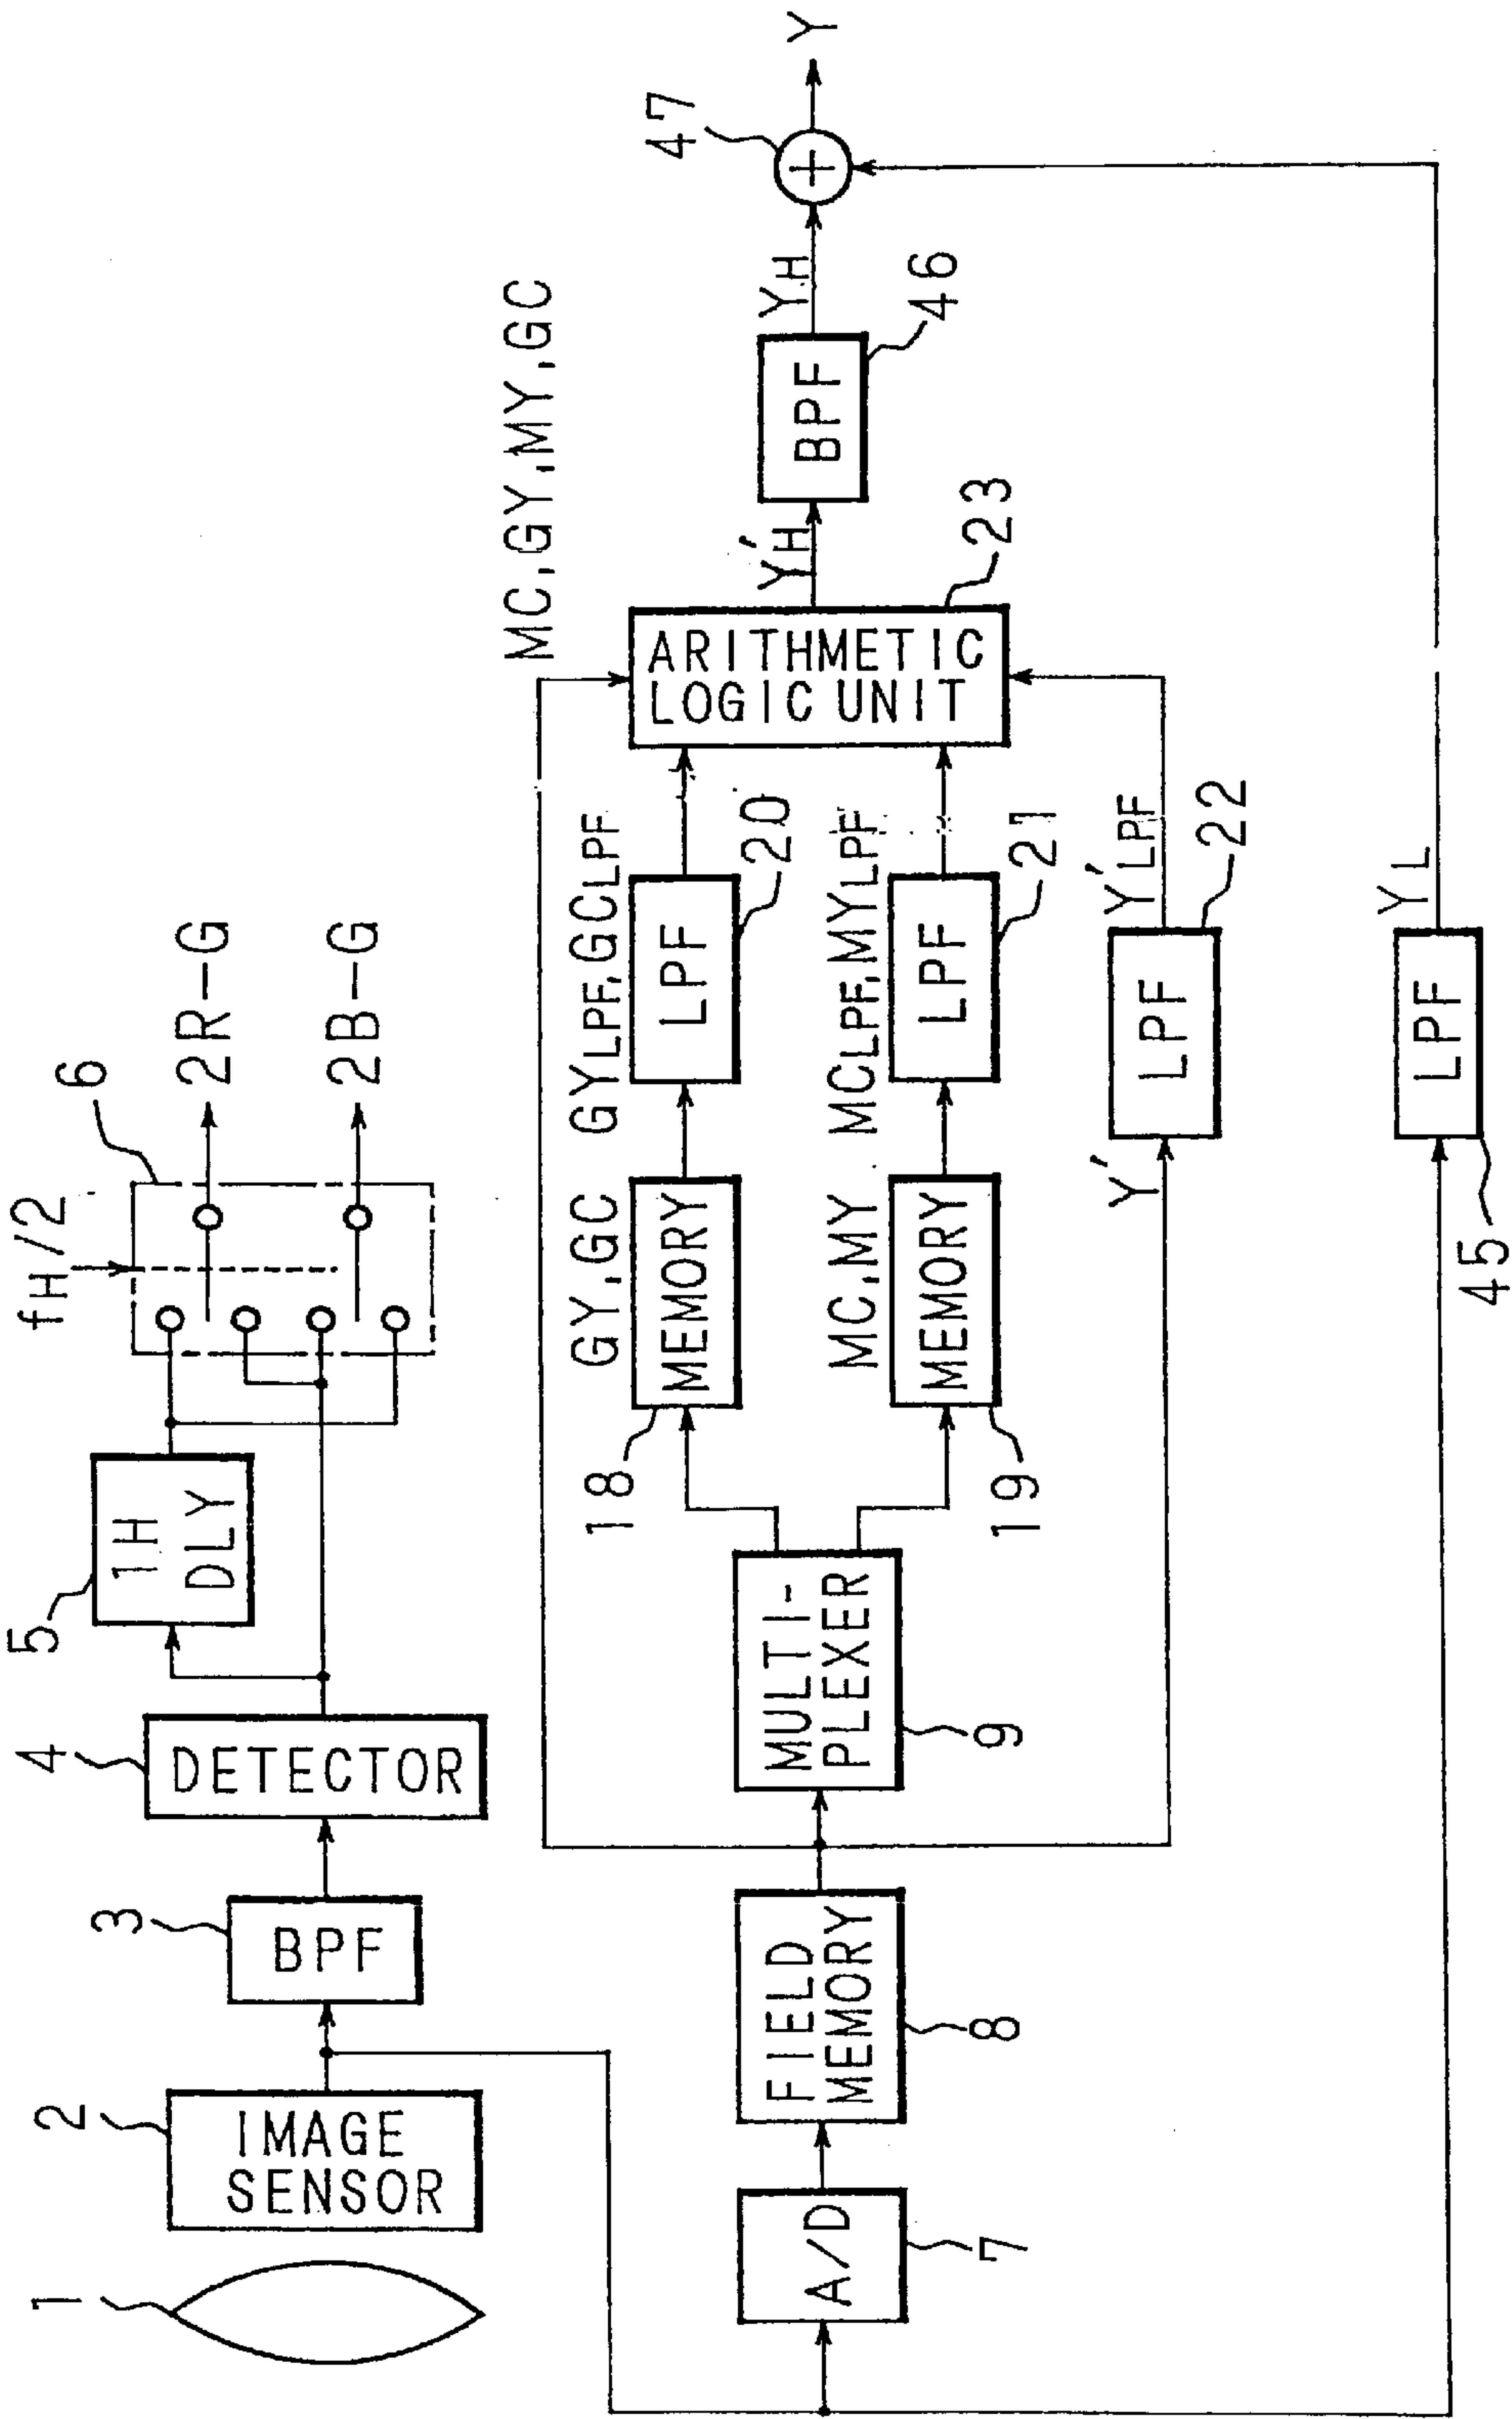 1
2
IMAGE
SENSOR
3
BPF
4
DETECTOR
5
1H
DLY
fH/2
6
2R-G
2B-G
A/D
7
FIELD
MEMORY
8
MULTI-
PLEXER
9
GY,GC
MEMORY
18
MC,MY
MEMORY
19
GYLPF,GCLPF
LPF
20
MCLPF,MYLPF
LPF
21
Y'
LPF
Y'LPF
22
MC,GY,MY,GC
ARITHMETIC
LOGIC UNIT
23
Y'H
BPF
46
YH
47
+
Y
LPF
45
YL